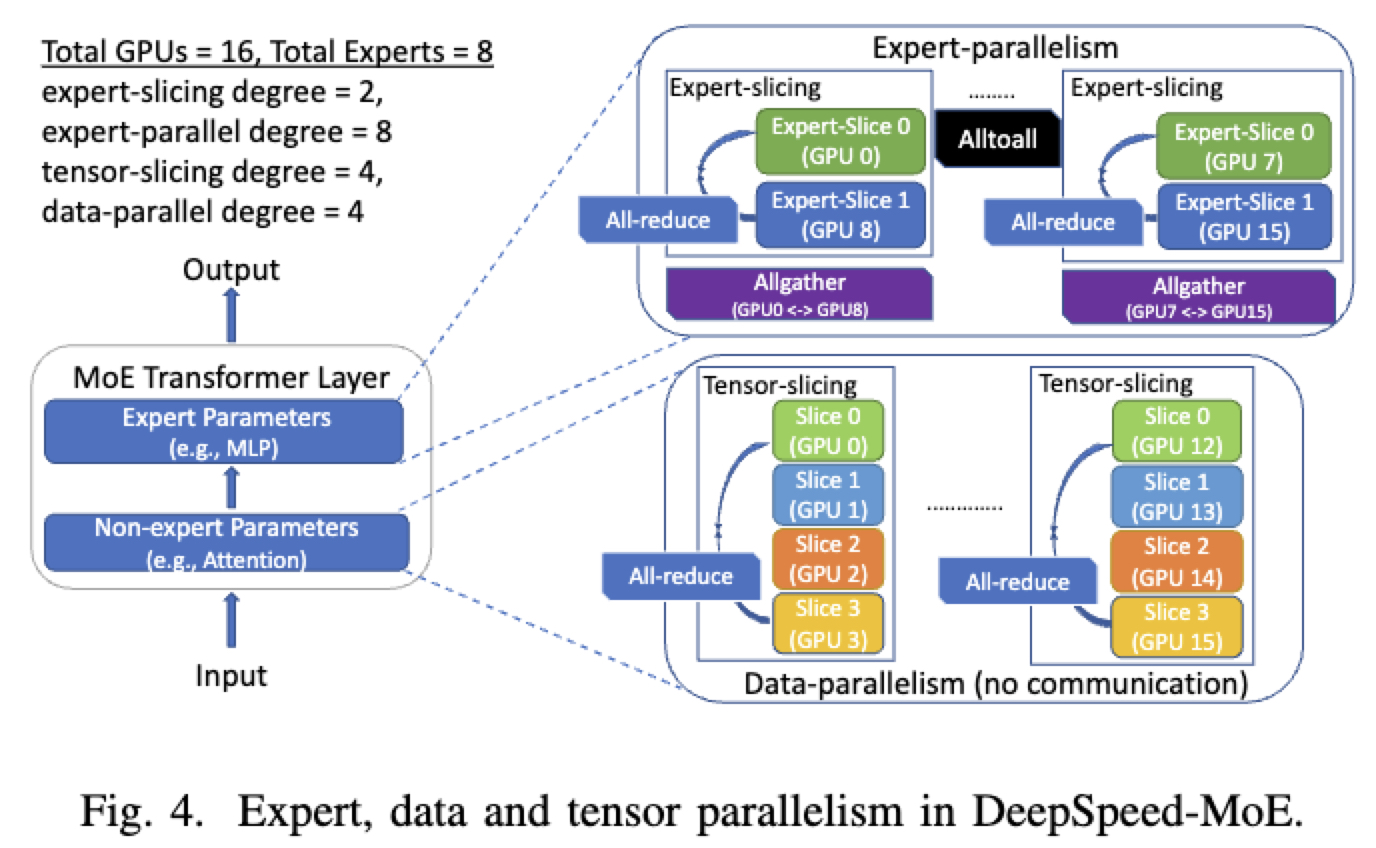 Total GPUs = 16, Total Experts = 8
expert-slicing degree = 2,
expert-parallel degree = 8
tensor-slicing degree = 4,
data-parallel degree = 4
Output
MoE Transformer Layer
Expert Parameters
(e.g., MLP)
Non-expert Parameters
(e.g., Attention)
Input
Expert-parallelism
Expert-slicing
Expert-Slice 0
(GPU 0)
Expert-Slice 1
(GPU 8)
All-reduce
Allgather
(GPU0 <-> GPU8)
........
Alltoall
Expert-slicing
Expert-Slice 0
(GPU 7)
Expert-Slice 1
(GPU 15)
All-reduce
Allgather
(GPU7 <-> GPU15)
Tensor-slicing
Slice 0
(GPU 0)
Slice 1
(GPU 1)
Slice 2
(GPU 2)
Slice 3
(GPU 3)
All-reduce
.............
Tensor-slicing
Slice 0
(GPU 12)
Slice 1
(GPU 13)
Slice 2
(GPU 14)
Slice 3
(GPU 15)
All-reduce
Data-parallelism (no communication)
Fig. 4. Expert, data and tensor parallelism in DeepSpeed-MoE.